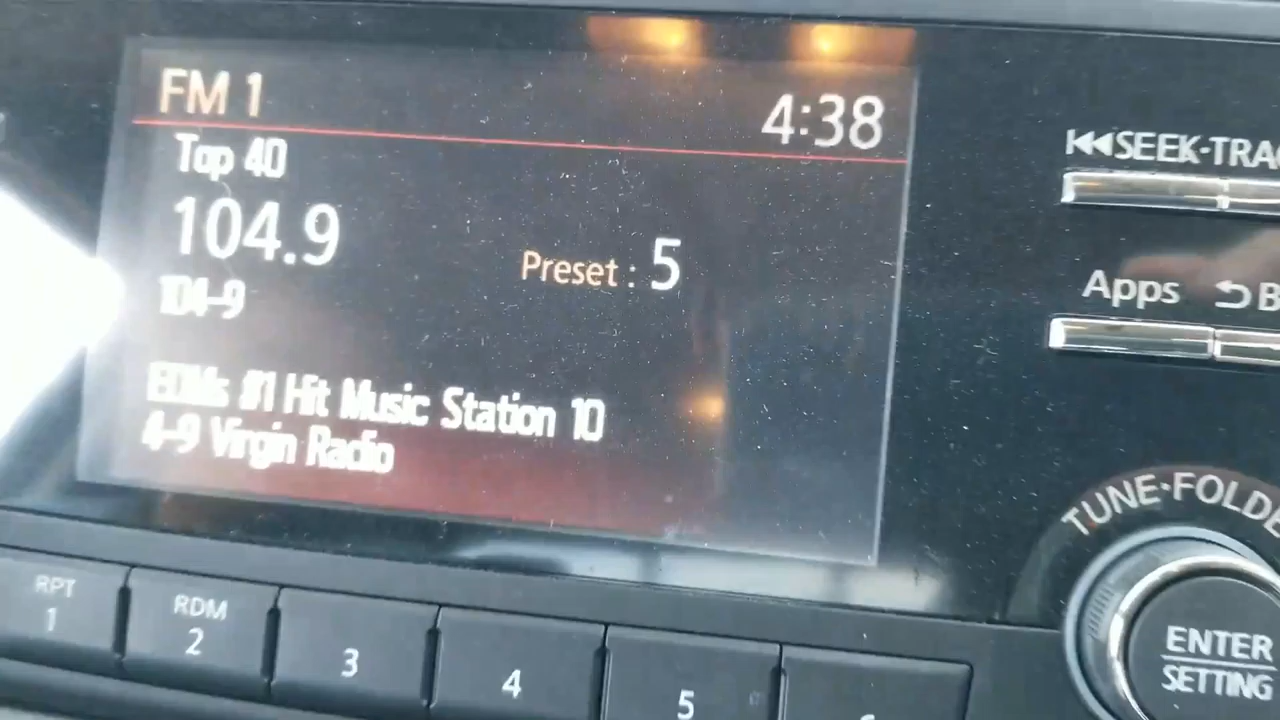 FM 1
4:38
Top 40
104.9
Preset : 5
104-9
EDMs #1 Hit Music Station 10
4-9 Virgin Radio
SEEK·TRAC
Apps
B
TUNE·FOLDE
ENTER
SETTING
RPT
1
RDM
2
3
4
5